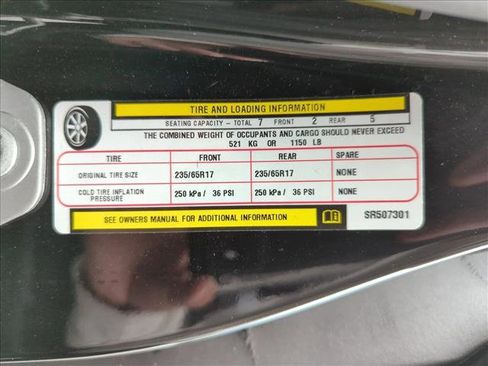 TIRE AND LOADING INFORMATION
SEATING CAPACITY - TOTAL 7 FRONT 2 REAR 5
THE COMBINED WEIGHT OF OCCUPANTS AND CARGO SHOULD NEVER EXCEED
521 KG OR 1150 LB
TIRE FRONT REAR SPARE
ORIGINAL TIRE SIZE 235/65R17 235/65R17 NONE
COLD TIRE INFLATION PRESSURE 250 kPa / 36 PSI 250 kPa / 36 PSI NONE
SEE OWNERS MANUAL FOR ADDITIONAL INFORMATION SR507301